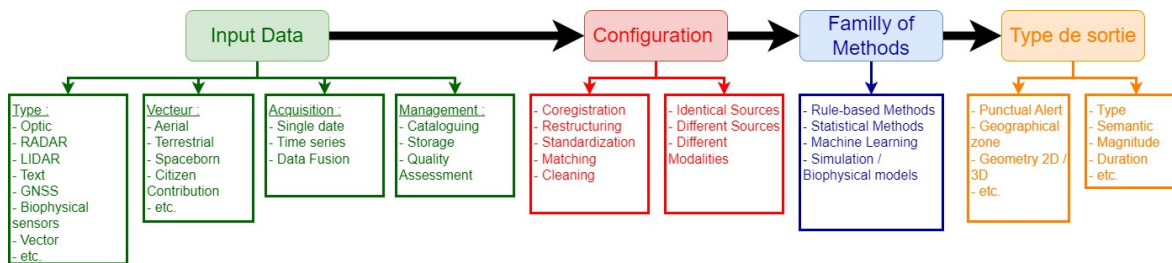 Input Data
Configuration
Familly of
Methods
Type de sortie
Type :
- Optic
- RADAR
- LIDAR
- Text
- GNSS
- Biophysical
sensors
- Vector
- etc.
Vecteur :
- Aerial
- Terrestrial
- Spaceborn
- Citizen
Contribution
- etc.
Acquisition :
- Single date
- Time series
- Data Fusion
Management :
- Cataloguing
- Storage
- Quality
Assessment
- Coregistration
- Restructuring
- Standardization
- Matching
- Cleaning
- Identical Sources
- Different Sources
- Different
Modalities
- Rule-based Methods
- Statistical Methods
- Machine Learning
- Simulation /
Biophysical models
- Punctual Alert
- Geographical
zone
- Geometry 2D /
3D
- etc.
- Type
- Semantic
- Magnitude
- Duration
- etc.